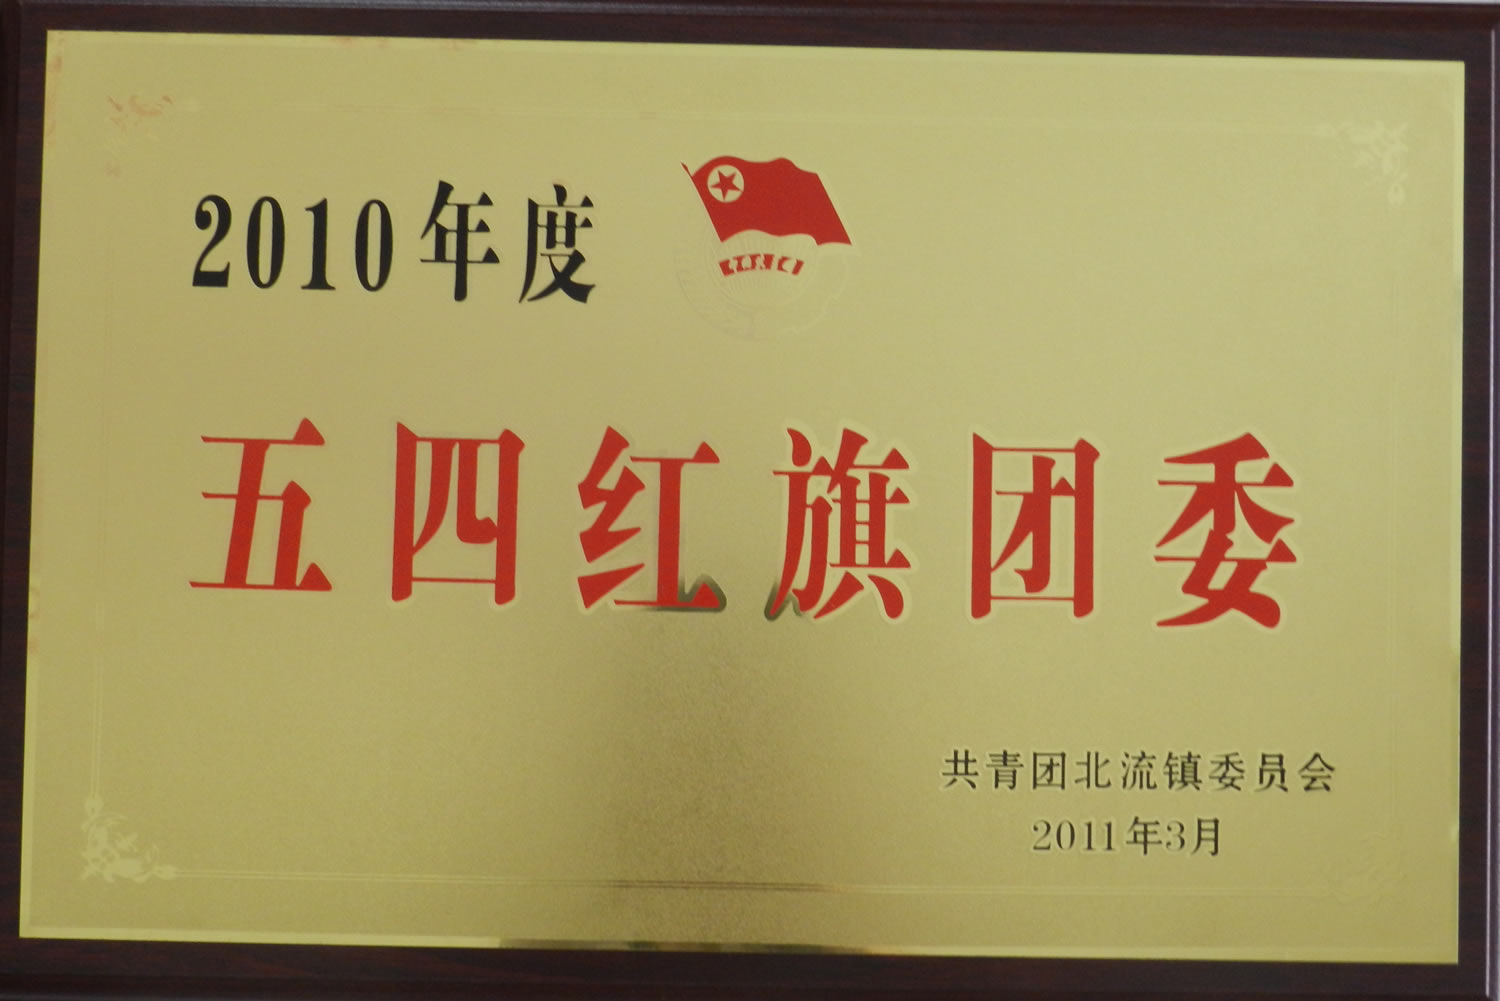 2010年度
五四红旗团委
共青团北流镇委员会
2011年3月